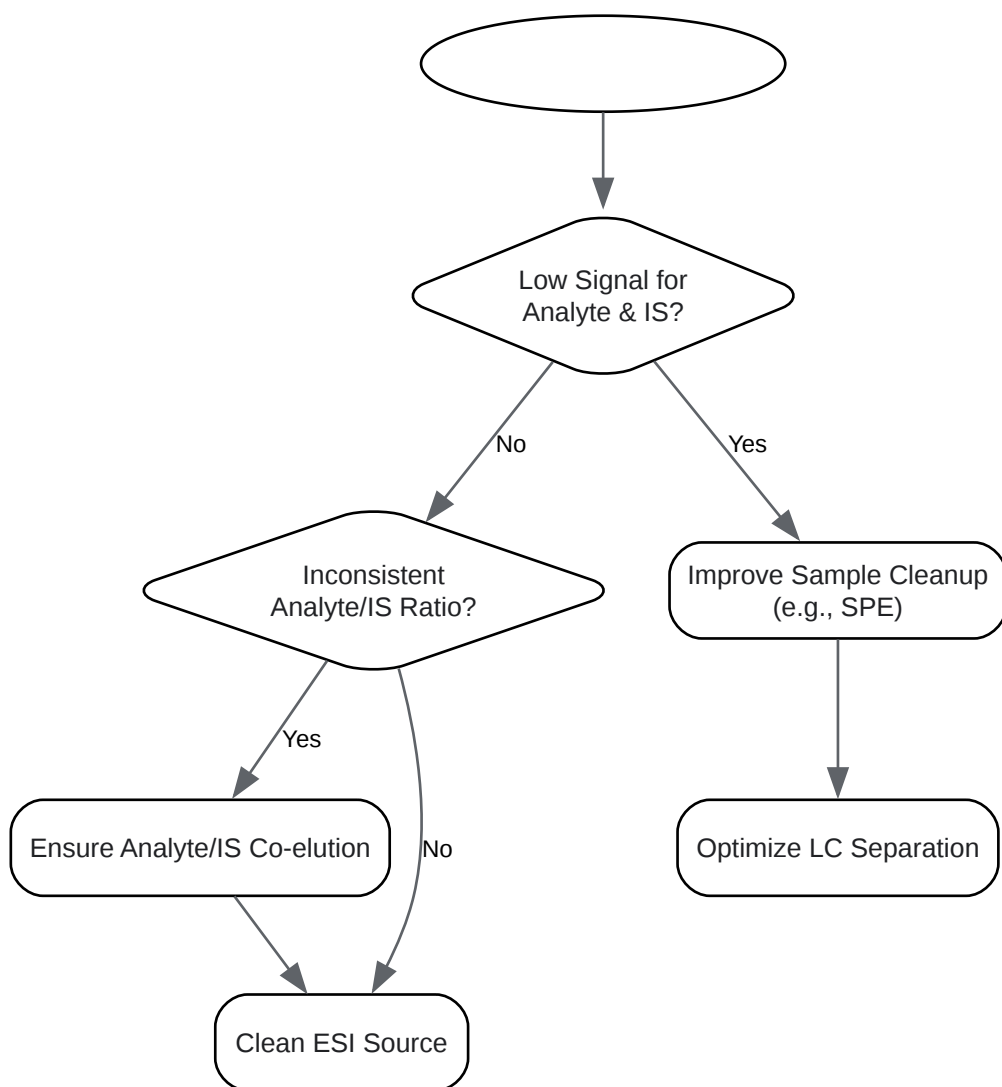 Low Signal for
Analyte & IS?
No
Yes
Inconsistent
Analyte/IS Ratio?
Improve Sample Cleanup
(e.g., SPE)
Yes
Ensure Analyte/IS Co-elution
No
Optimize LC Separation
Clean ESI Source